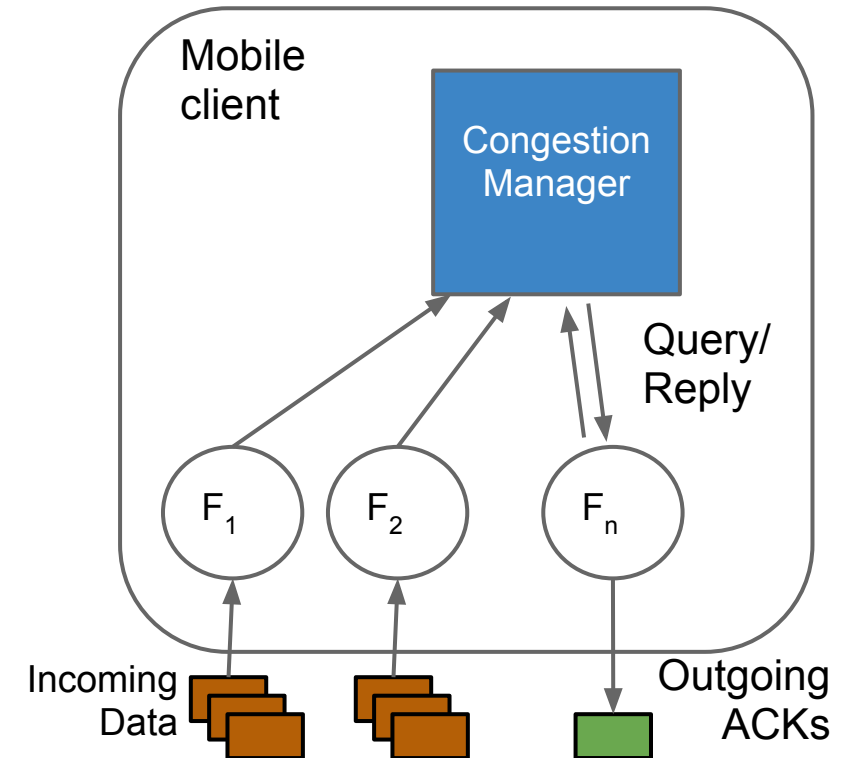 Mobile
client
Congestion
Manager
Query/
Reply
F1
F2
Fn
Incoming
Data
Outgoing
ACKs